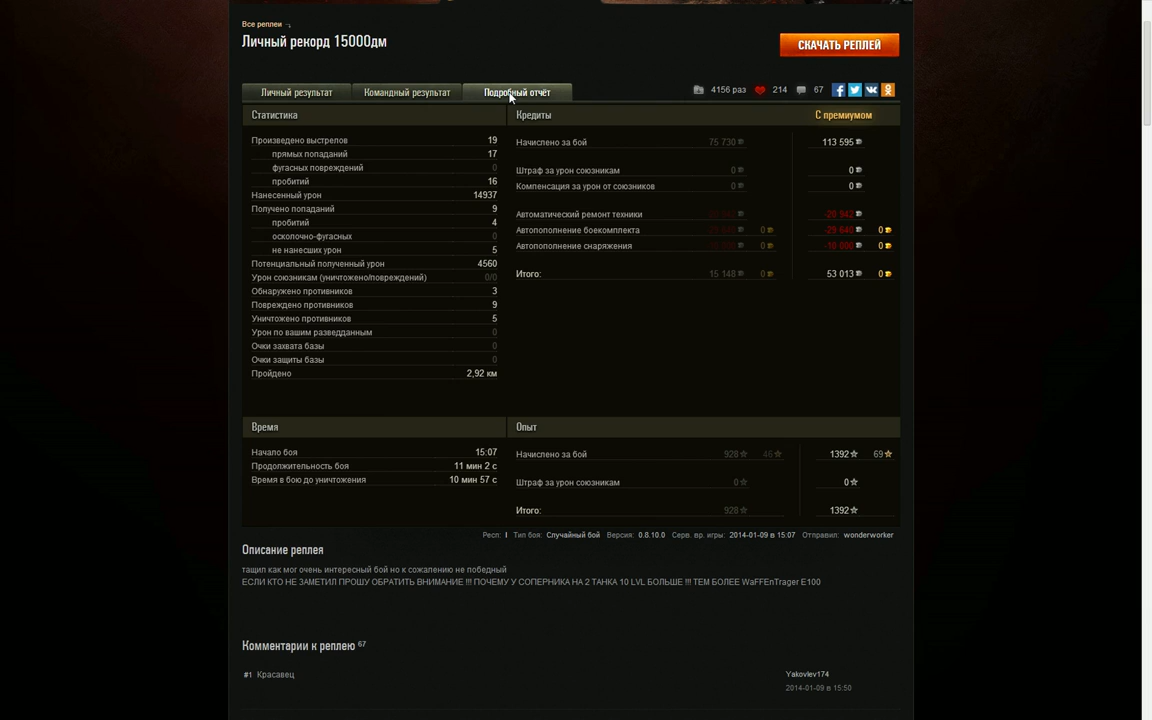 Все реплеи
Личный рекорд 15000дм
СКАЧАТЬ РЕПЛЕЙ
Личный результат Командный результат Подробный отчёт 4156 раз 214 67
Статистика Кредиты С премиумом
Произведено выстрелов 19
прямых попаданий 17
фугасных повреждений 0
пробитий 16
Нанесенный урон 14937
Получено попаданий 9
пробитий 4
осколочно-фугасных 0
не нанесших урон 5
Потенциальный полученный урон 4560
Урон союзникам (уничтожено/повреждений) 0/0
Обнаружено противников 3
Повреждено противников 9
Уничтожено противников 5
Урон по вашим разведданным 0
Очки захвата базы 0
Очки защиты базы 0
Пройдено 2,92 км
Начислено за бой 75 730 113 595
Штраф за урон союзникам 0 0
Компенсация за урон от союзников 0 0
Автоматический ремонт техники -20 942
Автопополнение боекомплекта 0 -29 640 0
Автопополнение снаряжения 0 -10 000 0
Итого: 15 148 0 53 013 0
Время Опыт
Начало боя 15:07
Продолжительность боя 11 мин 2 с
Время в бою до уничтожения 10 мин 57 с
Начислено за бой 928 46 1392 69
Штраф за урон союзникам 0 0
Итого: 928 1392
Респ: I Тип боя: Случайный бой Версия: 0.8.10.0 Серв. вр. игры: 2014-01-09 в 15:07 Отправил: wonderworker
Описание реплея
тащил как мог очень интересный бой но к сожалению не победный
ЕСЛИ КТО НЕ ЗАМЕТИЛ ПРОШУ ОБРАТИТЬ ВНИМАНИЕ !!! ПОЧЕМУ У СОПЕРНИКА НА 2 ТАНКА 10 LVL БОЛЬШЕ !!! ТЕМ БОЛЕЕ WaFFEnTrager E100
Комментарии к реплею 67
#1 Красавец Yakovlev174
2014-01-09 в 15:50